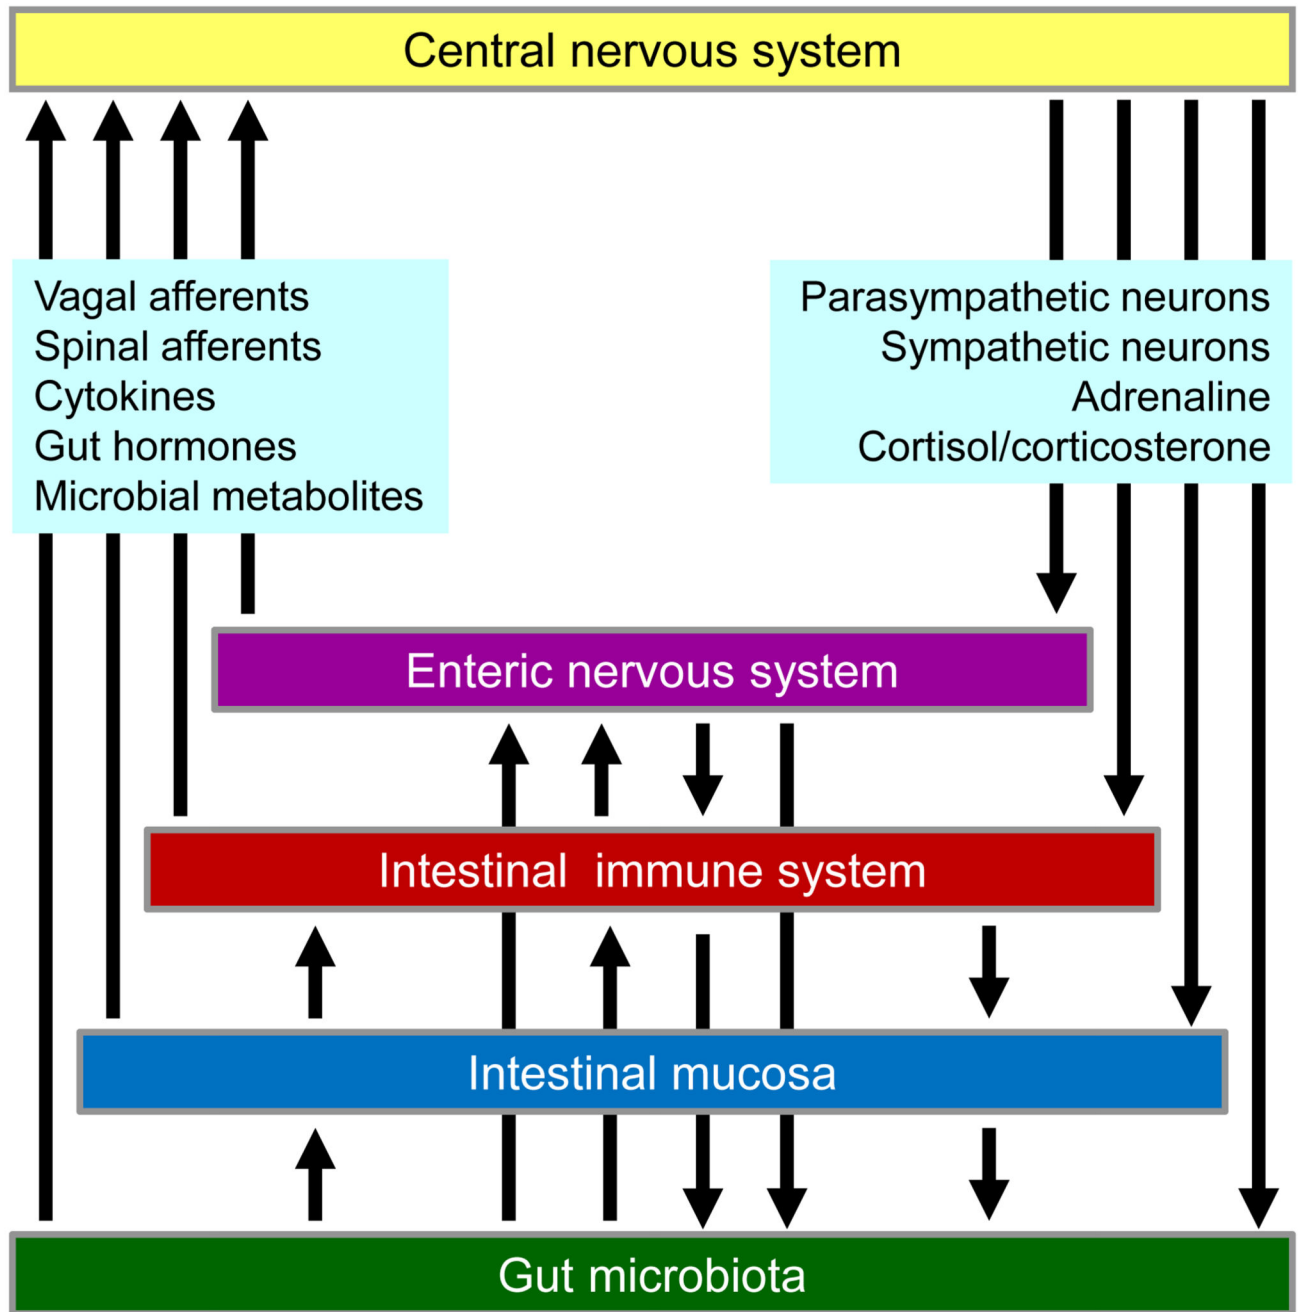 Central nervous system
Vagal afferents
Spinal afferents
Cytokines
Gut hormones
Microbial metabolites
Parasympathetic neurons
Sympathetic neurons
Adrenaline
Cortisol/corticosterone
Enteric nervous system
Intestinal  immune system
Intestinal mucosa
Gut microbiota